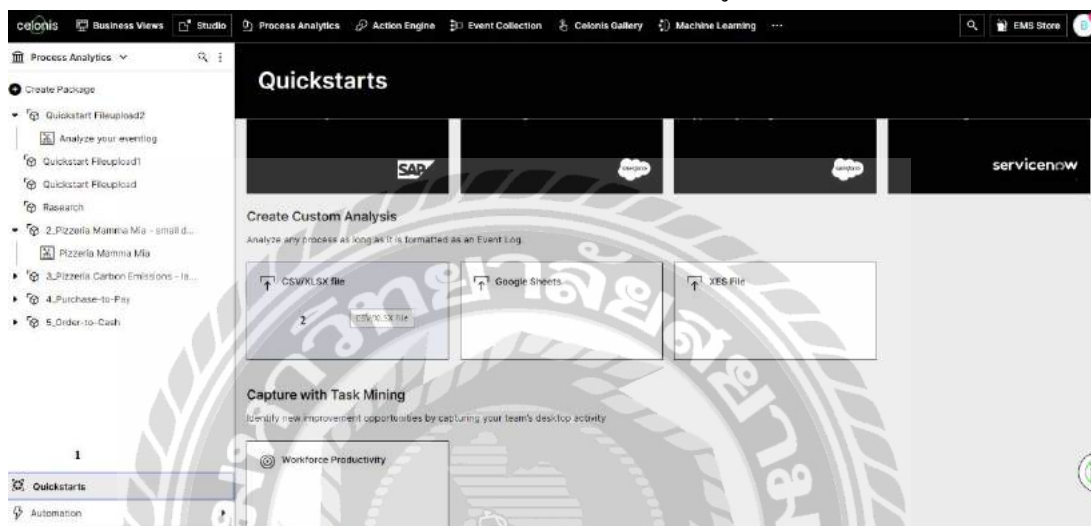 celonis Business Views Studio Process Analytics Action Engine Event Collection Celonis Gallery Machine Learning ... EMS Store B
Process Analytics
Create Package
Quickstart Fileupload2
Analyze your eventlog
Quickstart Fileupload1
Quickstart Fileupload
Rasearch
2_Pizzeria Mamma Mia - small d...
Pizzeria Mamma Mia
3_Pizzeria Carbon Emissions - la...
4_Purchase-to-Pay
5_Order-to-Cash
1
Quickstarts
Automation
Quickstarts
SAP
salesforce
salesforce
servicenow
Create Custom Analysis
Analyze any process as long as it is formatted as an Event Log
CSV/XLSX file
2
CSV/XLSX file
Google Sheets
XES File
Capture with Task Mining
Identify new improvement opportunities by capturing your team's desktop activity
Workforce Productivity